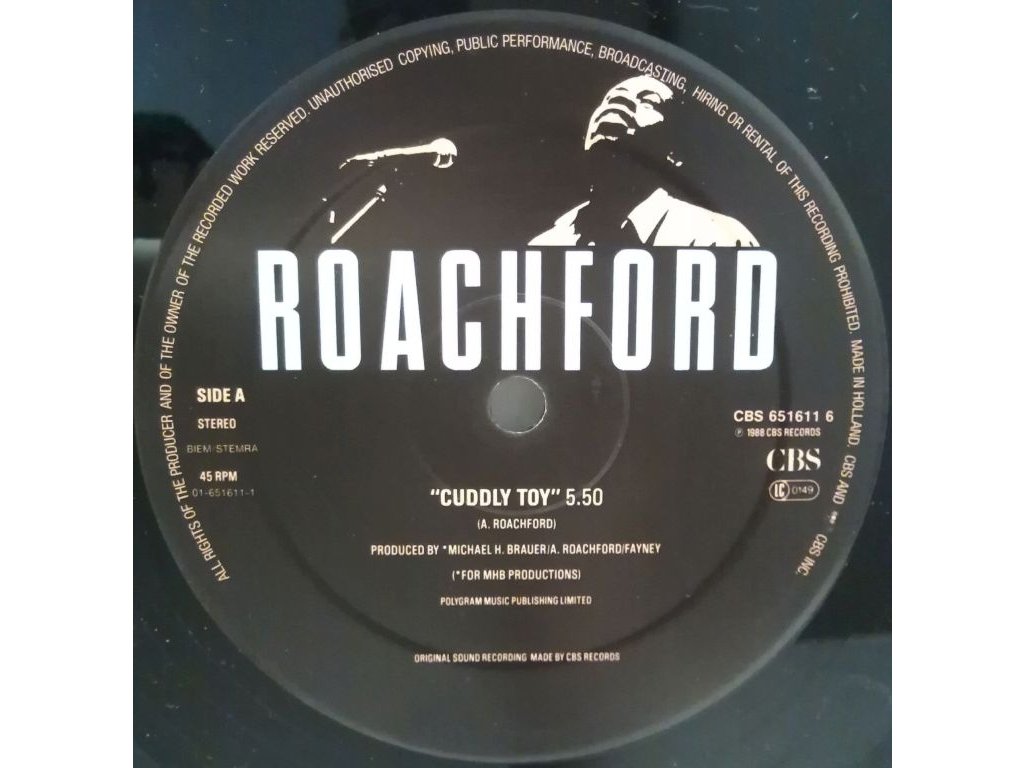 ALL RIGHTS OF THE PRODUCER AND OF THE OWNER OF THE RECORDED WORK RESERVED. UNAUTHORISED COPYING, PUBLIC PERFORMANCE, BROADCASTING, HIRING OR RENTAL OF THIS RECORDING PROHIBITED. MADE IN HOLLAND. CBS AND CBS INC.
ROACHFORD
SIDE A
STEREO
BIEM/STEMRA
45 RPM
01-651611-1
CBS 651611 6
℗ 1988 CBS RECORDS
CBS
LC 0149
"CUDDLY TOY" 5.50
(A. ROACHFORD)
PRODUCED BY *MICHAEL H. BRAUER/A. ROACHFORD/FAYNEY
(*FOR MHB PRODUCTIONS)
POLYGRAM MUSIC PUBLISHING LIMITED
ORIGINAL SOUND RECORDING MADE BY CBS RECORDS